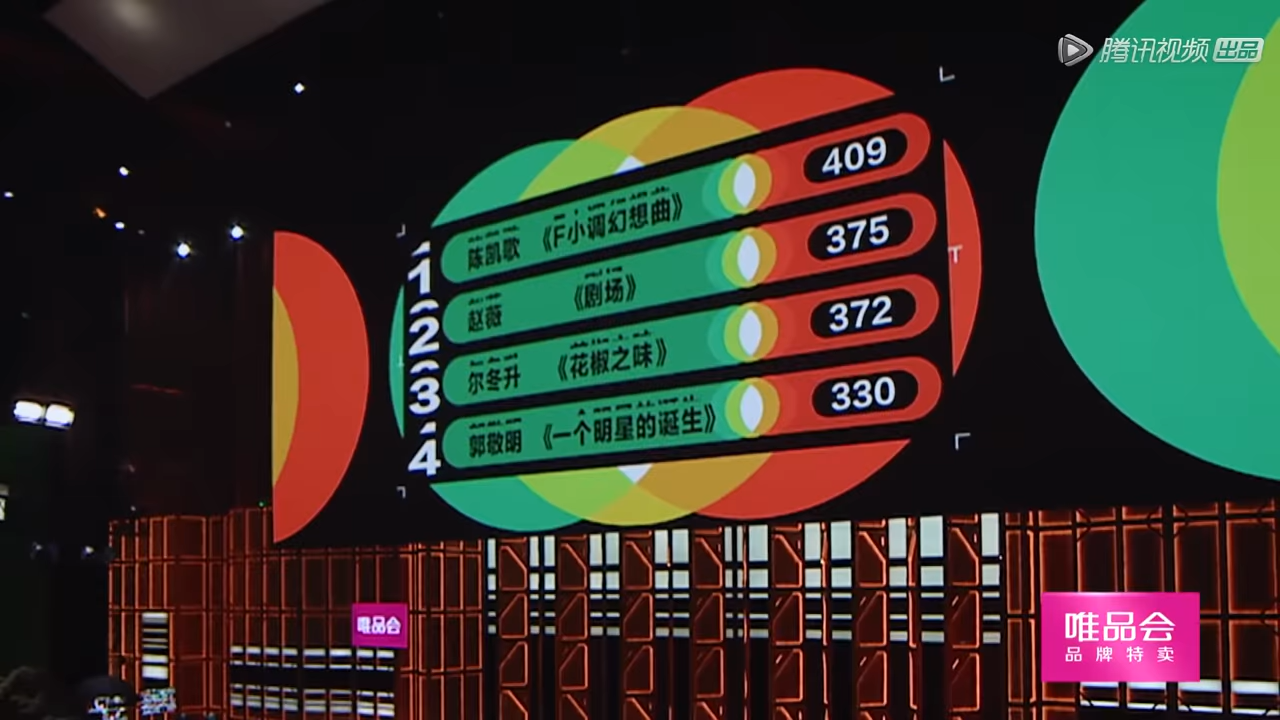 腾讯视频 出品
1 陈凯歌 《F小调幻想曲》 409
2 赵薇 《剧场》 375
3 尔冬升 《花椒之味》 372
4 郭敬明 《一个明星的诞生》 330
唯品会
唯品会
品牌特卖